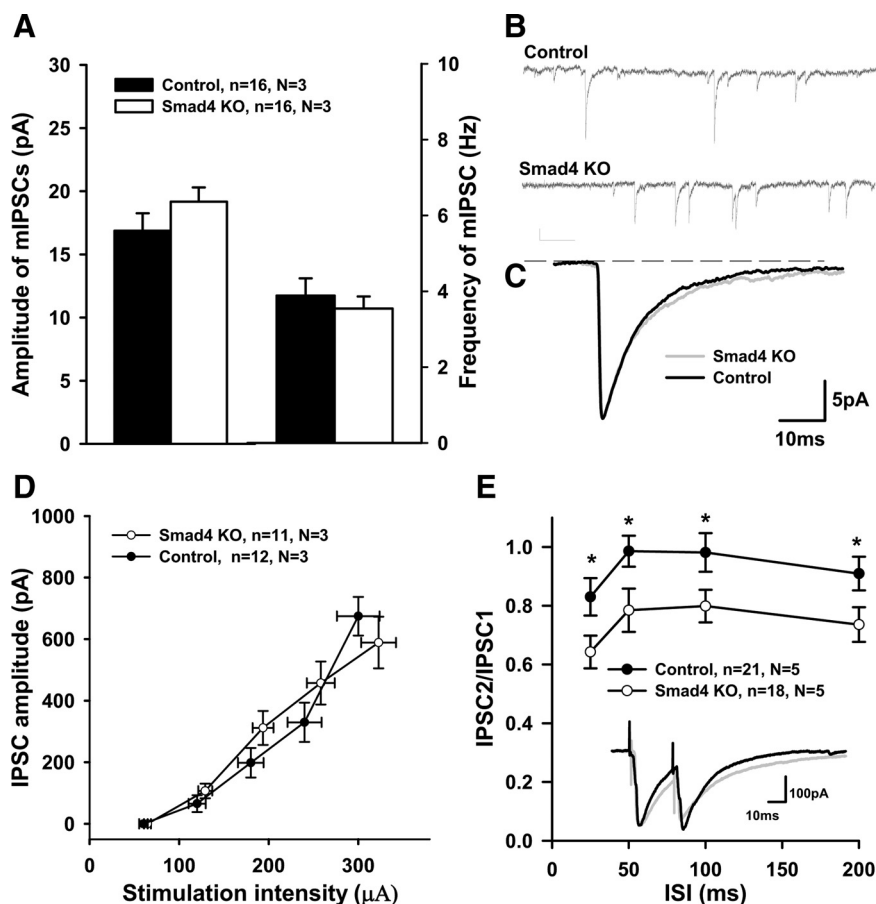 A
Amplitude of mIPSCs (pA)
30
25
20
15
10
5
0
Control, n=16, N=3
Smad4 KO, n=16, N=3
10
8
6
4
2
0
Frequency of mIPSC (Hz)
B
Control
Smad4 KO
C
Smad4 KO
Control
5pA
10ms
D
IPSC amplitude (pA)
1000
800
600
400
200
0
Smad4 KO, n=11, N=3
Control, n=12, N=3
0
100
200
300
Stimulation intensity (μA)
E
IPSC2/IPSC1
1.0
0.8
0.6
0.4
0.2
0.0
* * * *
Control, n=21, N=5
Smad4 KO, n=18, N=5
100pA
10ms
0
50
100
150
200
ISI (ms)